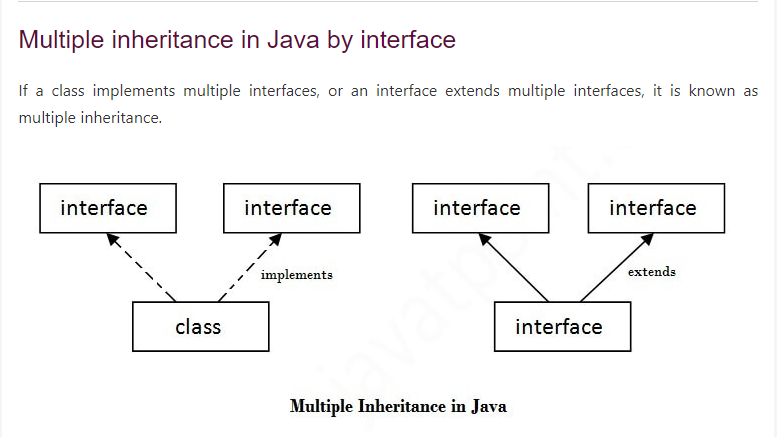 Multiple inheritance in Java by interface
If a class implements multiple interfaces, or an interface extends multiple interfaces, it is known as
multiple inheritance.
interface interface interface interface
implements extends
class interface
Multiple Inheritance in Java